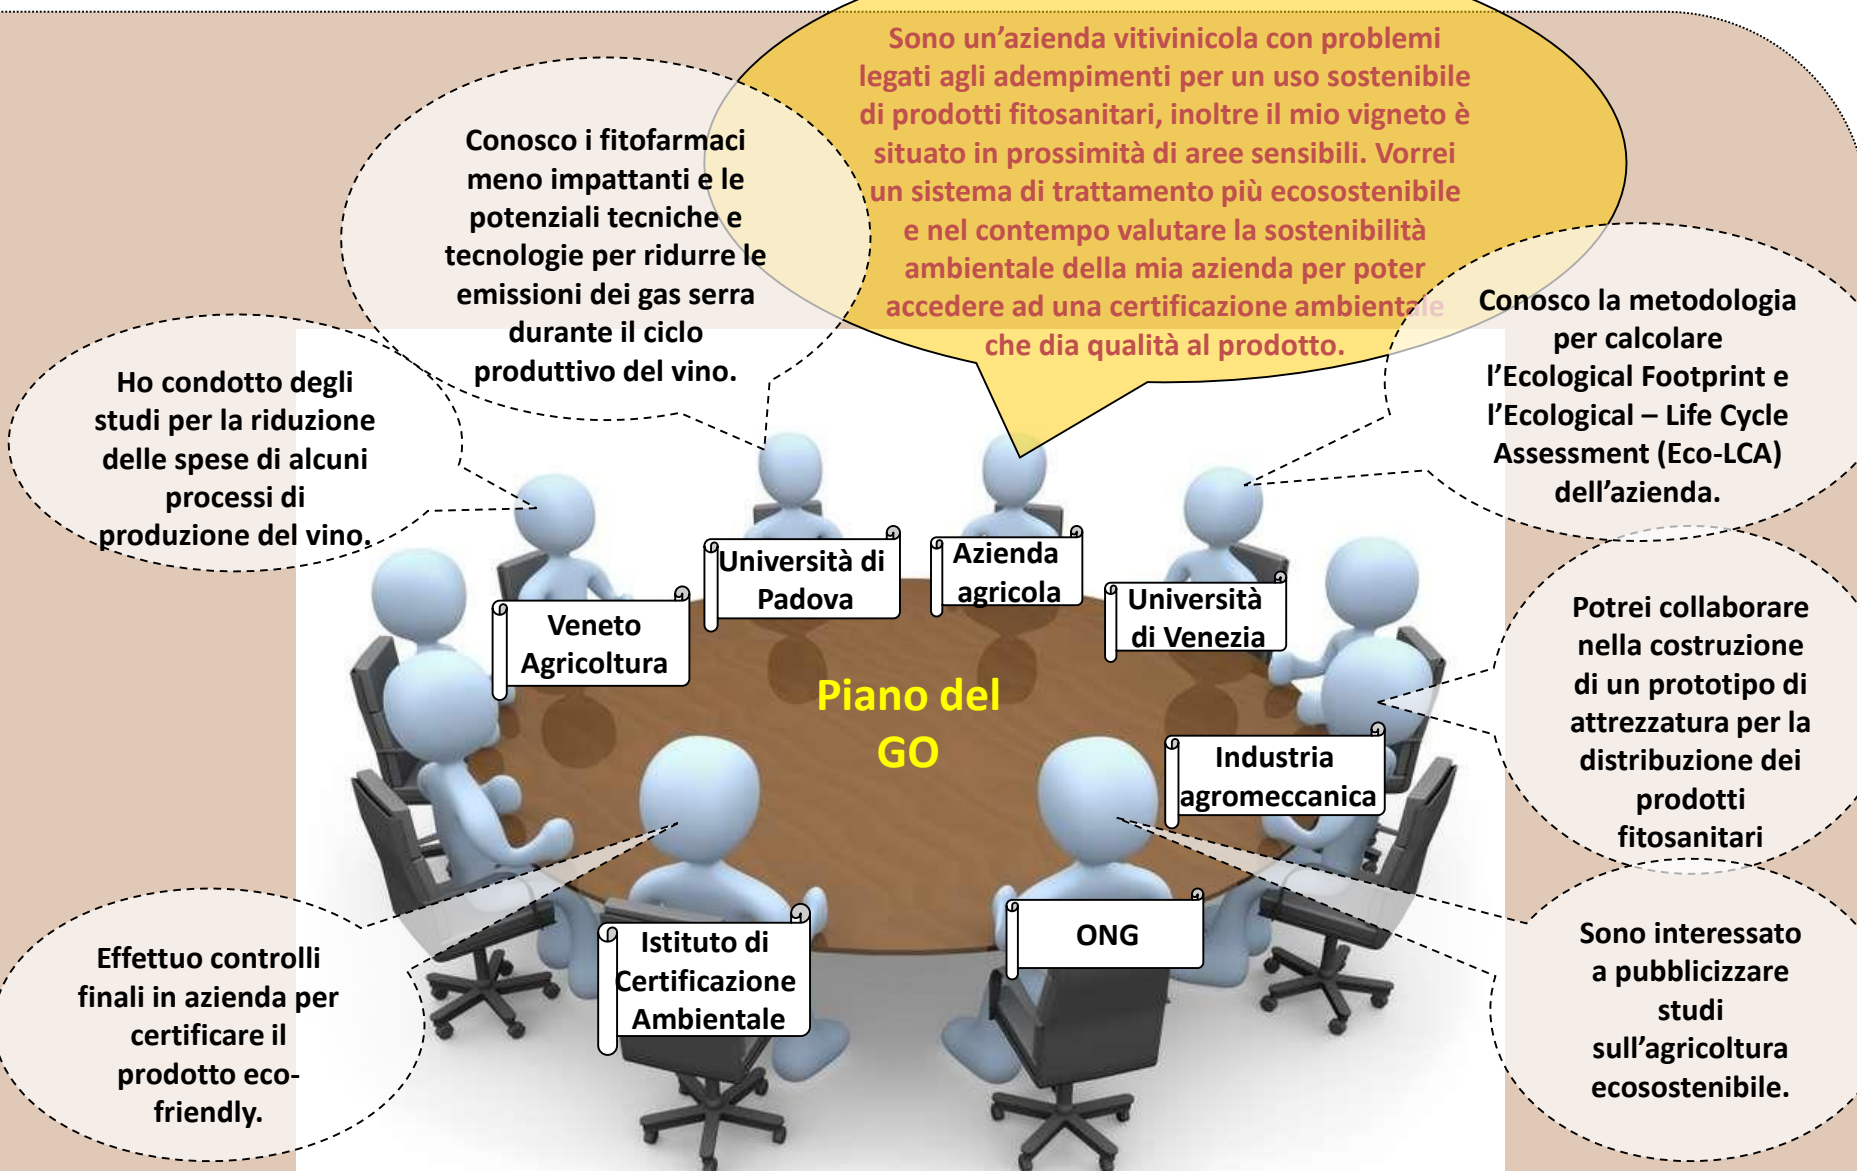 Sono un'azienda vitivinicola con problemi
legati agli adempimenti per un uso sostenibile
di prodotti fitosanitari, inoltre il mio vigneto è
situato in prossimità di aree sensibili. Vorrei
un sistema di trattamento più ecosostenibile
e nel contempo valutare la sostenibilità
ambientale della mia azienda per poter
accedere ad una certificazione ambientale
che dia qualità al prodotto.
Conosco i fitofarmaci
meno impattanti e le
potenziali tecniche e
tecnologie per ridurre le
emissioni dei gas serra
durante il ciclo
produttivo del vino.
Conosco la metodologia
per calcolare
l'Ecological Footprint e
l'Ecological – Life Cycle
Assessment (Eco-LCA)
dell'azienda.
Ho condotto degli
studi per la riduzione
delle spese di alcuni
processi di
produzione del vino.
Università di
Padova
Azienda
agricola
Università
di Venezia
Veneto
Agricoltura
Potrei collaborare
nella costruzione
di un prototipo di
attrezzatura per la
distribuzione dei
prodotti
fitosanitari
Piano del
GO
Industria
agromeccanica
Istituto di
Certificazione
Ambientale
ONG
Effettuo controlli
finali in azienda per
certificare il
prodotto eco-
friendly.
Sono interessato
a pubblicizzare
studi
sull'agricoltura
ecosostenibile.